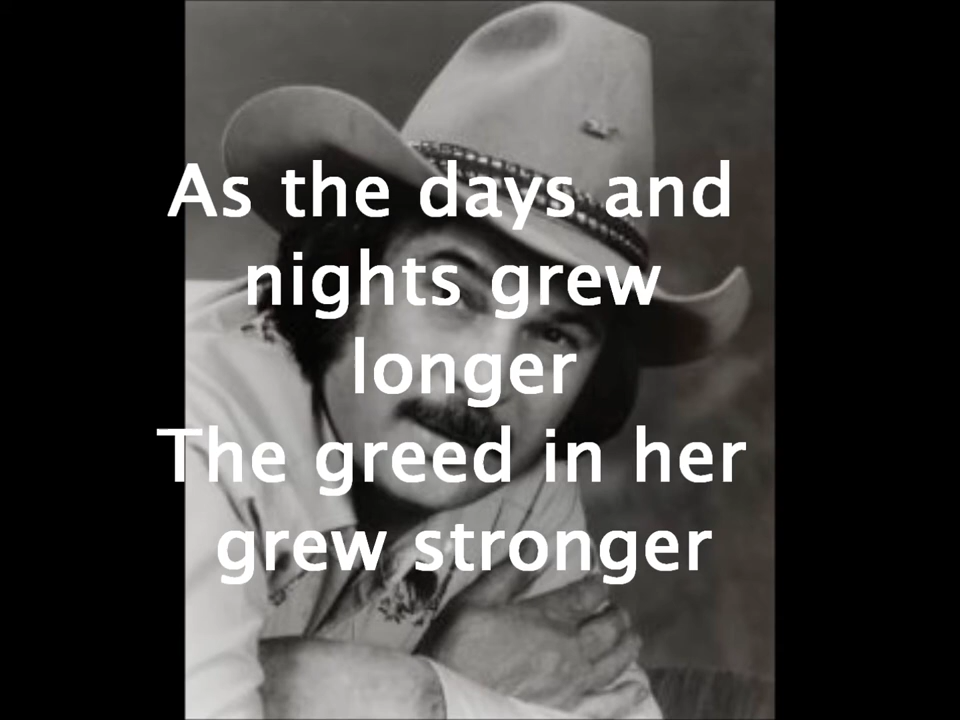 As the days and
nights grew
longer
The greed in her
grew stronger